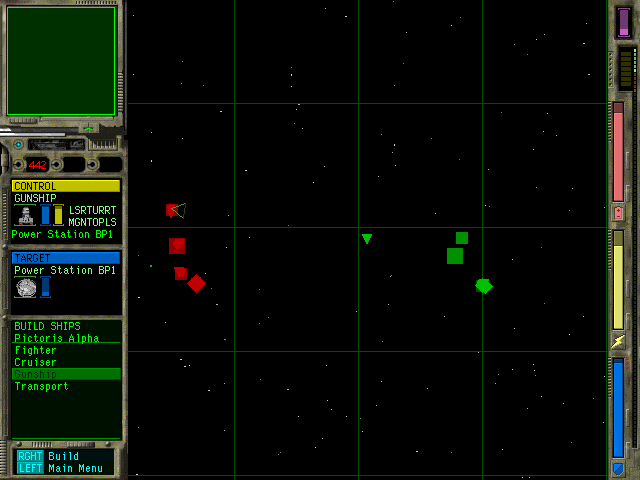 442
CONTROL
GUNSHIP
LSRTURRT
MGNTOPLS
Power Station BP1
TARGET
Power Station BP1
BUILD SHIPS
Pictoris Alpha
Fighter
Cruiser
Gunship
Transport
RGHT Build
LEFT Main Menu